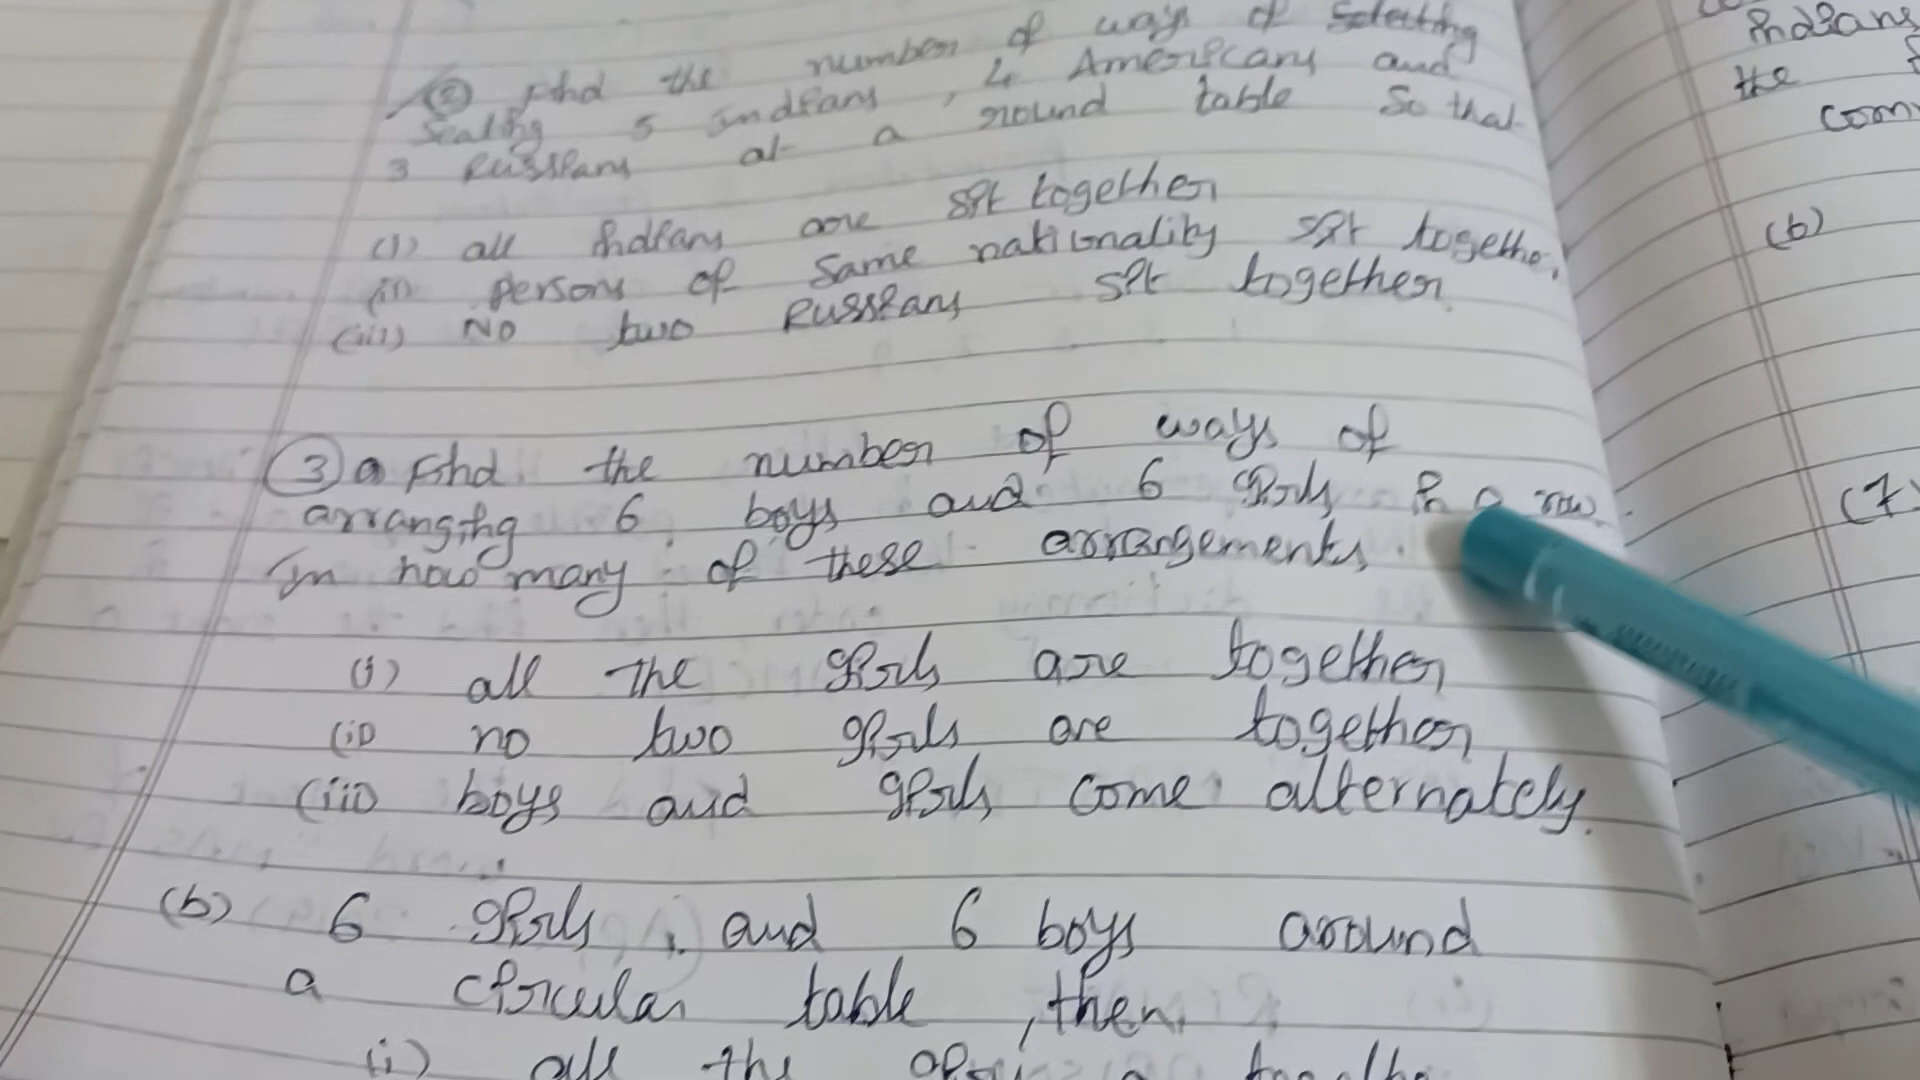 ② Find the number of ways of selecting
Seating 5 Indians, 4 Americans and
3 Russians at a round table so that
(i) all Indians are sit together
(ii) persons of same nationality sit together
(iii) No two Russians sit together
③ a Find the number of ways of
arranging 6 boys and 6 girls in a row.
In how many of these arrangements.
(i) all the girls are together
(ii) no two girls are together
(iii) boys and girls come alternately.
(b) 6 girls and 6 boys around
a circular table, then
(i) all the
Indians
the
(b)
(7)